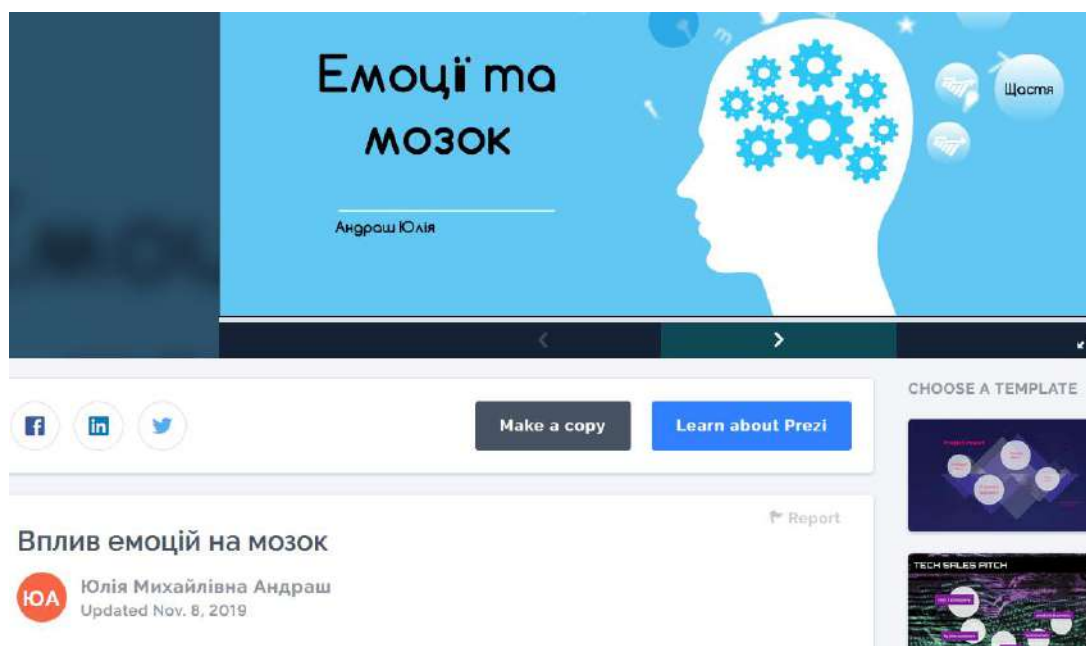 Емоції та
мозок
Андраш Юлія
Щастя
Make a copy
Learn about Prezi
CHOOSE A TEMPLATE
Report
Вплив емоцій на мозок
ЮА
Юлія Михайлівна Андраш
Updated Nov. 8, 2019
TECH SALES PITCH